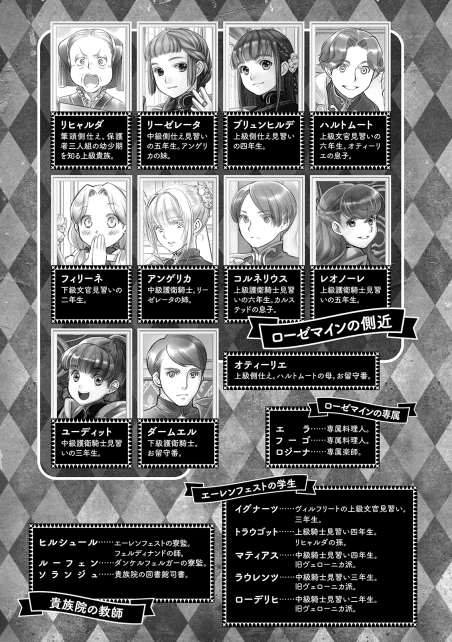 リヒャルダ
筆頭側仕え。保護
者三人組の幼少期
を知る上級貴族。
リーゼレータ
中級側仕え見習い
の五年生。アンゲ
リカの妹。
ブリュンヒルデ
上級側仕え見習い
の四年生。
ハルトムート
上級文官見習いの
六年生。オティーリ
エの息子。
フィリーネ
下級文官見習いの
二年生。
アンゲリカ
中級護衛騎士。リー
ゼレータの姉。
コルネリウス
上級護衛騎士見習
いの六年生。カルス
テッドの息子。
レオノーレ
上級護衛騎士見習
いの五年生。
ローゼマインの側近
ユーディット
中級護衛騎士見習
いの三年生。
ダームエル
下級護衛騎士。
お留守番。
オティーリエ
上級側仕え。ハルトムートの母。お留守番。
ローゼマインの専属
エラ……専属料理人。
フーゴ……専属料理人。
ロジーナ……専属楽師。
エーレンフェストの学生
イグナーツ……ヴィルフリートの上級文官見習い。
三年生。
トラウゴット……上級騎士見習い四年生。
リヒャルダの孫。
マティアス……中級騎士見習い四年生。
旧ヴェローニカ派。
ラウレンツ……中級騎士見習い三年生。
旧ヴェローニカ派。
ローデリヒ……中級文官見習い二年生。
旧ヴェローニカ派。
ヒルシュール……エーレンフェストの寮監。
フェルディナンドの師。
ルーフェン……ダンケルフェルガーの寮監。
ソランジュ……貴族院の図書館司書。
貴族院の教師